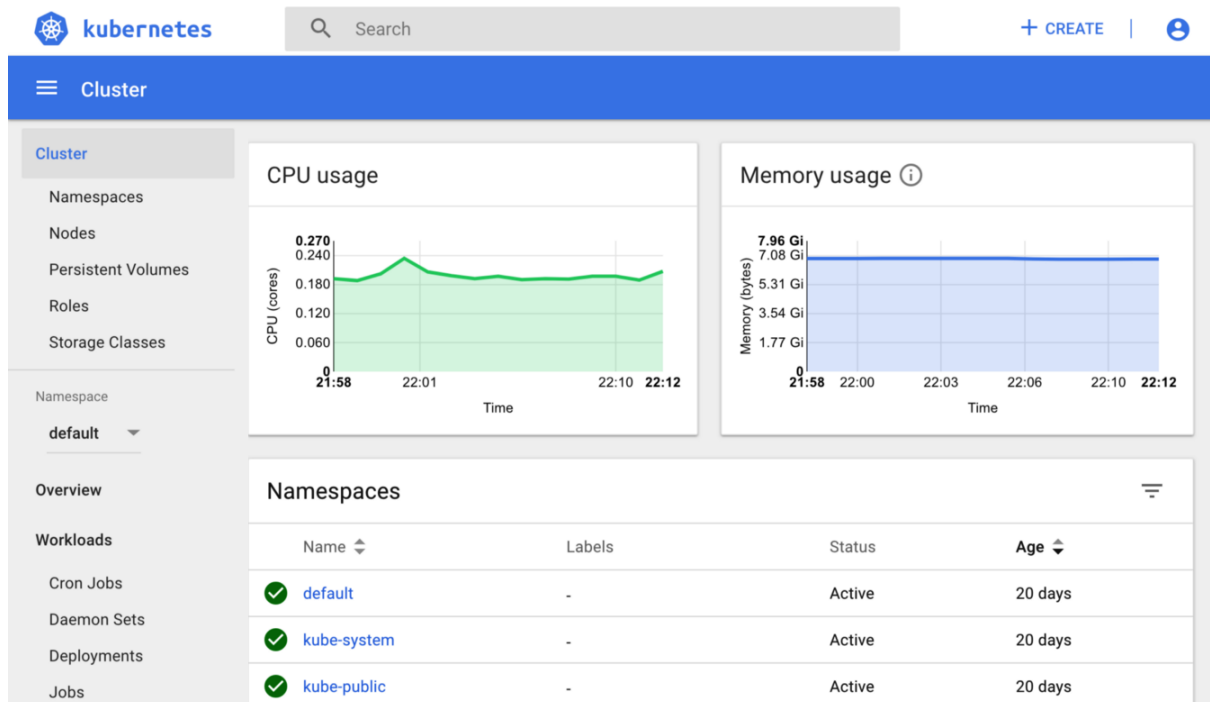 kubernetes
Search
+ CREATE
Cluster
Cluster
Namespaces
Nodes
Persistent Volumes
Roles
Storage Classes
Namespace
default
Overview
Workloads
Cron Jobs
Daemon Sets
Deployments
Jobs
CPU usage
CPU (cores)
0.270
0.240
0.180
0.120
0.060
0
21:58 22:01 22:10 22:12
Time
Memory usage
Memory (bytes)
7.96 Gi
7.08 Gi
5.31 Gi
3.54 Gi
1.77 Gi
0
21:58 22:00 22:03 22:06 22:10 22:12
Time
Namespaces
Name Labels Status Age
default - Active 20 days
kube-system - Active 20 days
kube-public - Active 20 days